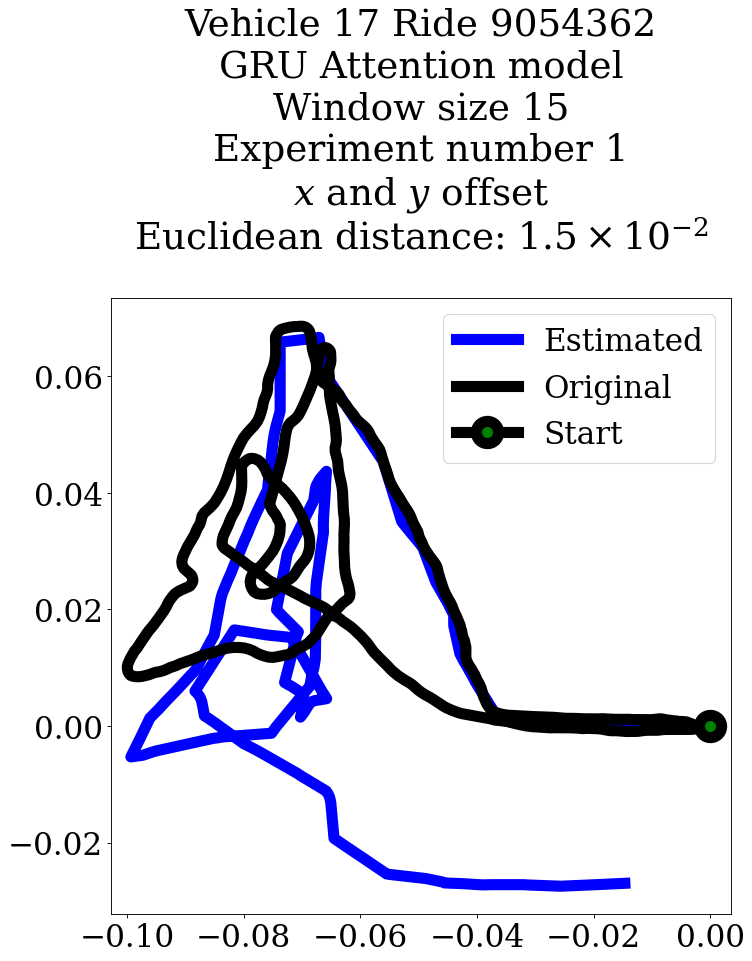 Vehicle 17 Ride 9054362
GRU Attention model
Window size 15
Experiment number 1
x and y offset
Euclidean distance: 1.5 × 10⁻²
Estimated
Original
Start
0.06
0.04
0.02
0.00
−0.02
−0.10 −0.08 −0.06 −0.04 −0.02 0.00